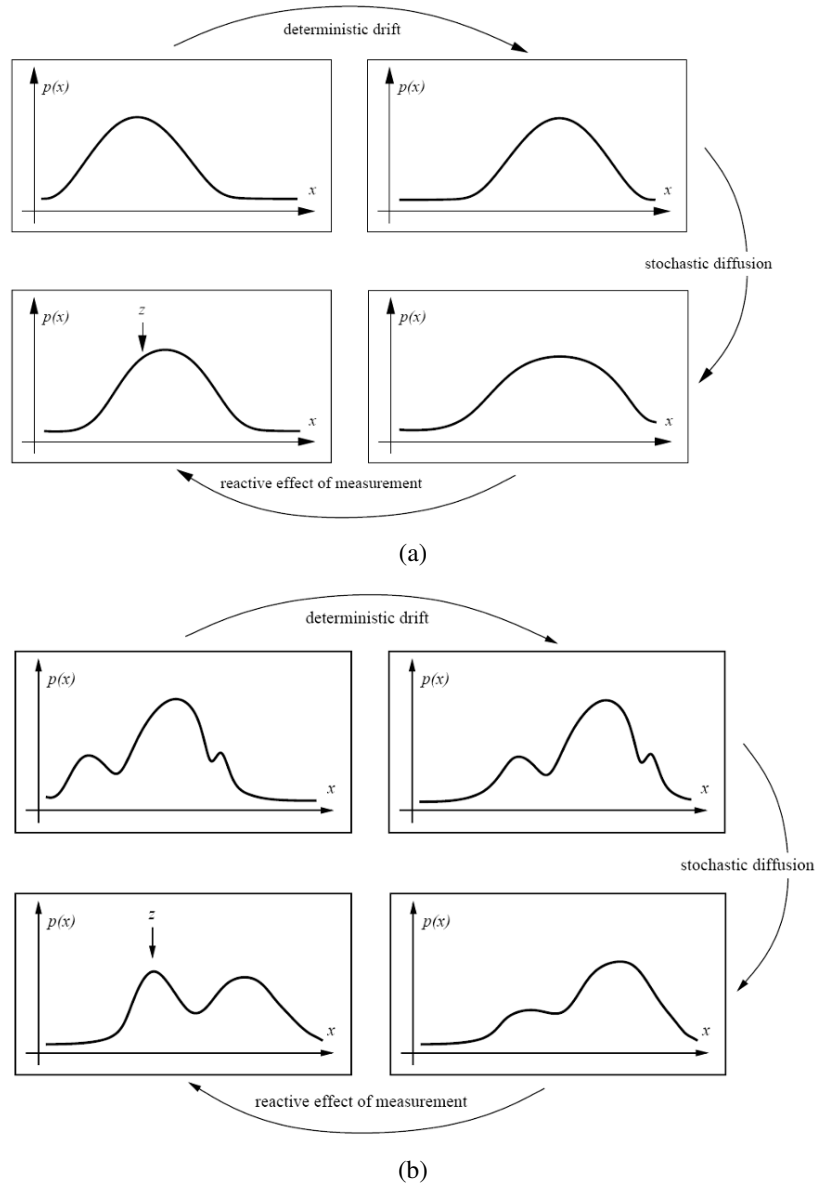 deterministic drift
p(x)
x
p(x)
x
stochastic diffusion
p(x)
z
x
p(x)
x
reactive effect of measurement
(a)
deterministic drift
p(x)
x
p(x)
x
stochastic diffusion
p(x)
z
x
p(x)
x
reactive effect of measurement
(b)